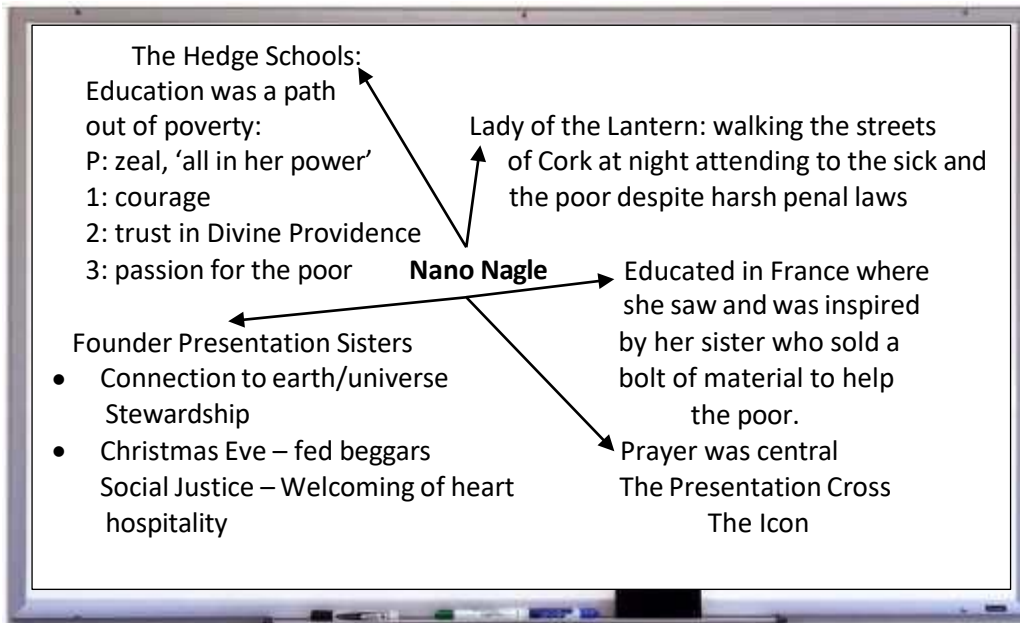 The Hedge Schools:
Education was a path
out of poverty:
P: zeal, ‘all in her power’
1: courage
2: trust in Divine Providence
3: passion for the poor
Lady of the Lantern: walking the streets
of Cork at night attending to the sick and
the poor despite harsh penal laws
Nano Nagle
Educated in France where
she saw and was inspired
by her sister who sold a
bolt of material to help
the poor.
Founder Presentation Sisters
• Connection to earth/universe
Stewardship
• Christmas Eve – fed beggars
Social Justice – Welcoming of heart
hospitality
Prayer was central
The Presentation Cross
The Icon